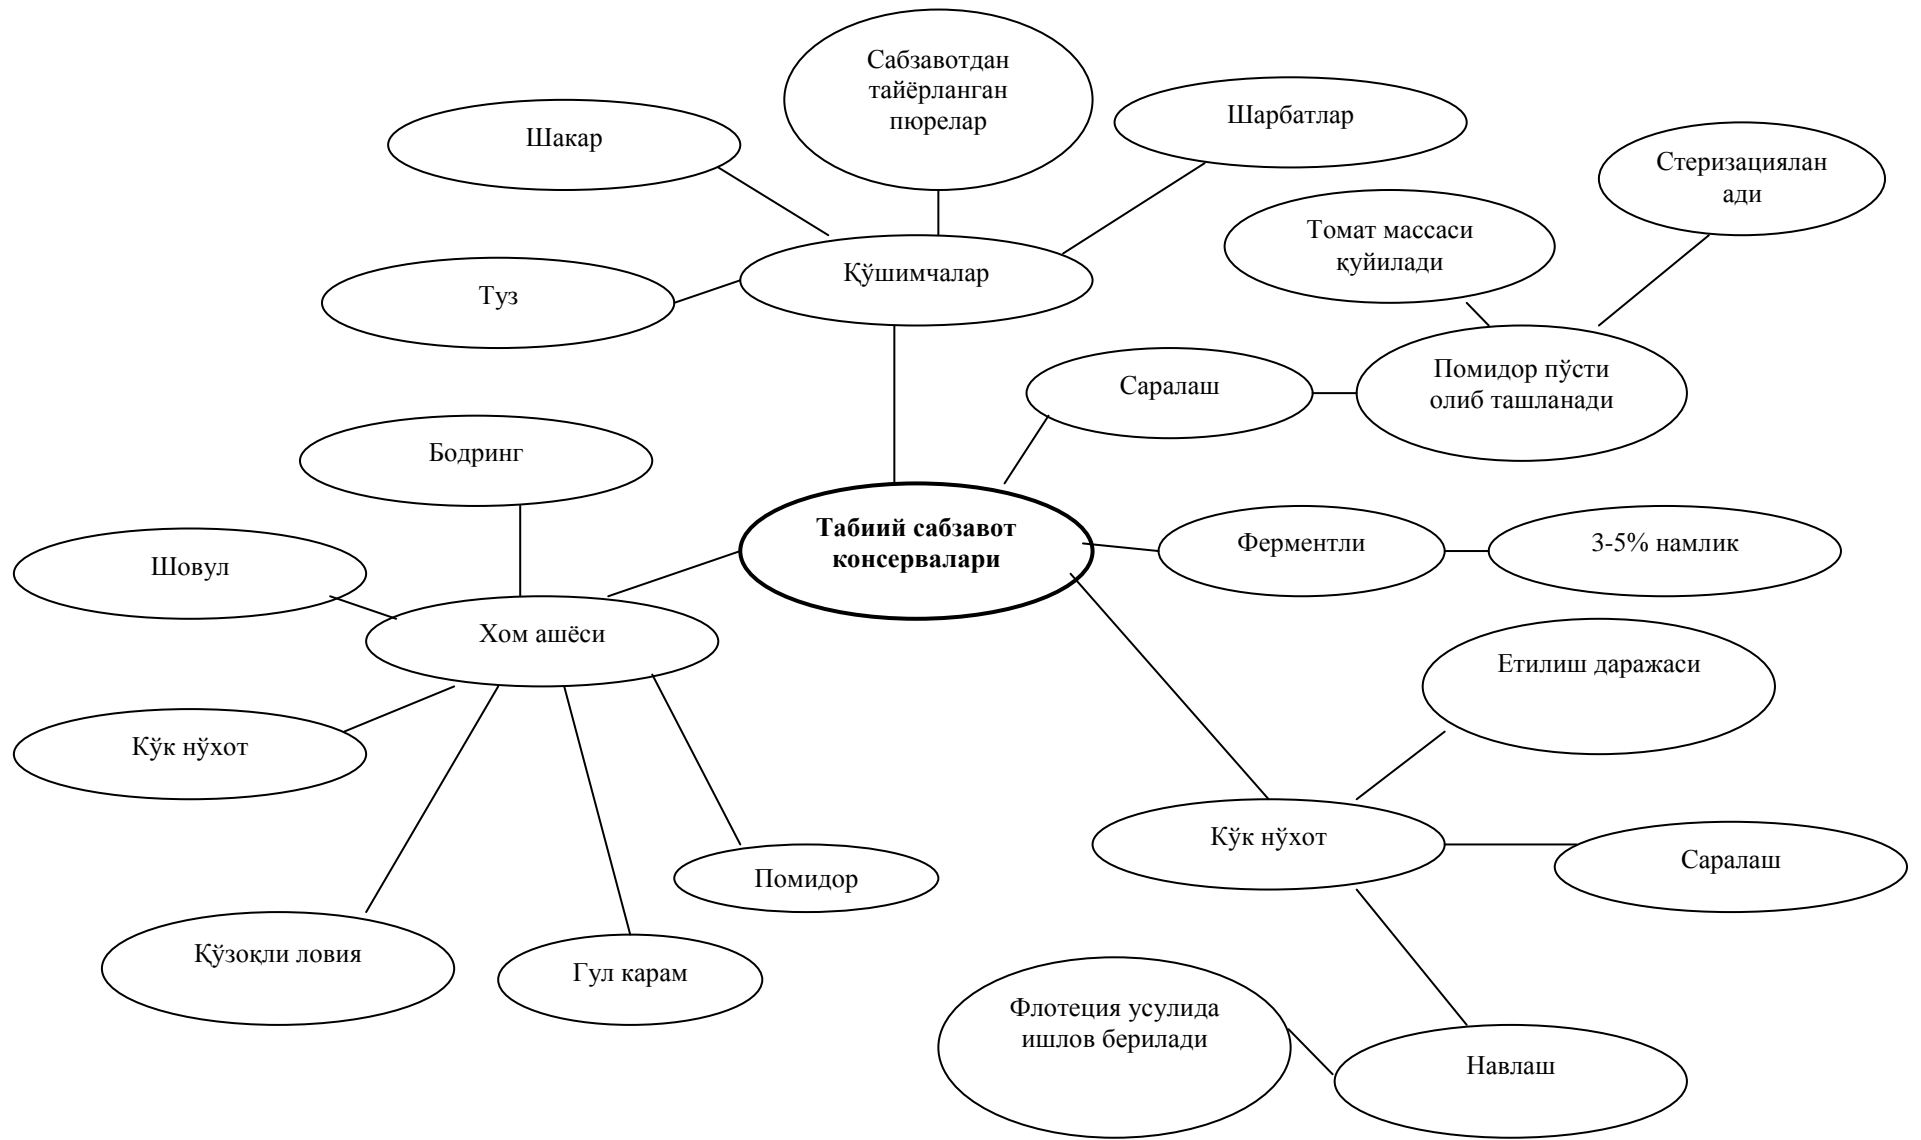 Сабзавотдан
тайёрланган
пюрелар
Шарбатлар
Шакар
Стеризациялан
ади
Томат массаси
қуйилади
Қўшимчалар
Туз
Саралаш
Помидор пўсти
олиб ташланади
Бодринг
Табиий сабзавот
консервалари
Ферментли
3-5% намлик
Шовул
Хом ашёси
Етилиш даражаси
Кўк нўхот
Кўк нўхот
Саралаш
Помидор
Қўзоқли ловия
Гул карам
Флотеция усулида
ишлов берилади
Навлаш